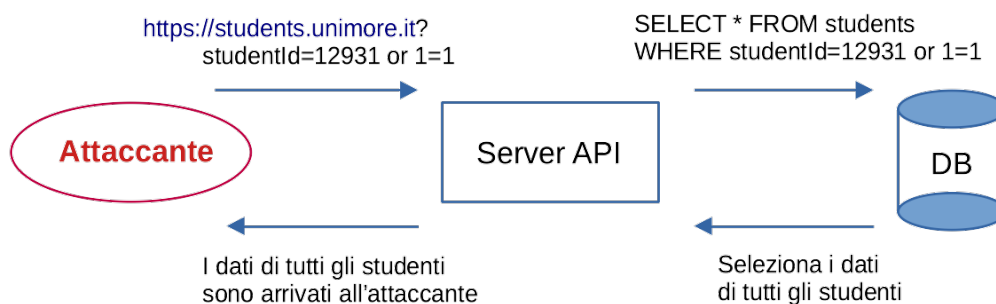 https://students.unimore.it?
studentId=12931 or 1=1
SELECT * FROM students
WHERE studentId=12931 or 1=1
Attaccante
Server API
DB
I dati di tutti gli studenti
sono arrivati all'attaccante
Seleziona i dati
di tutti gli studenti